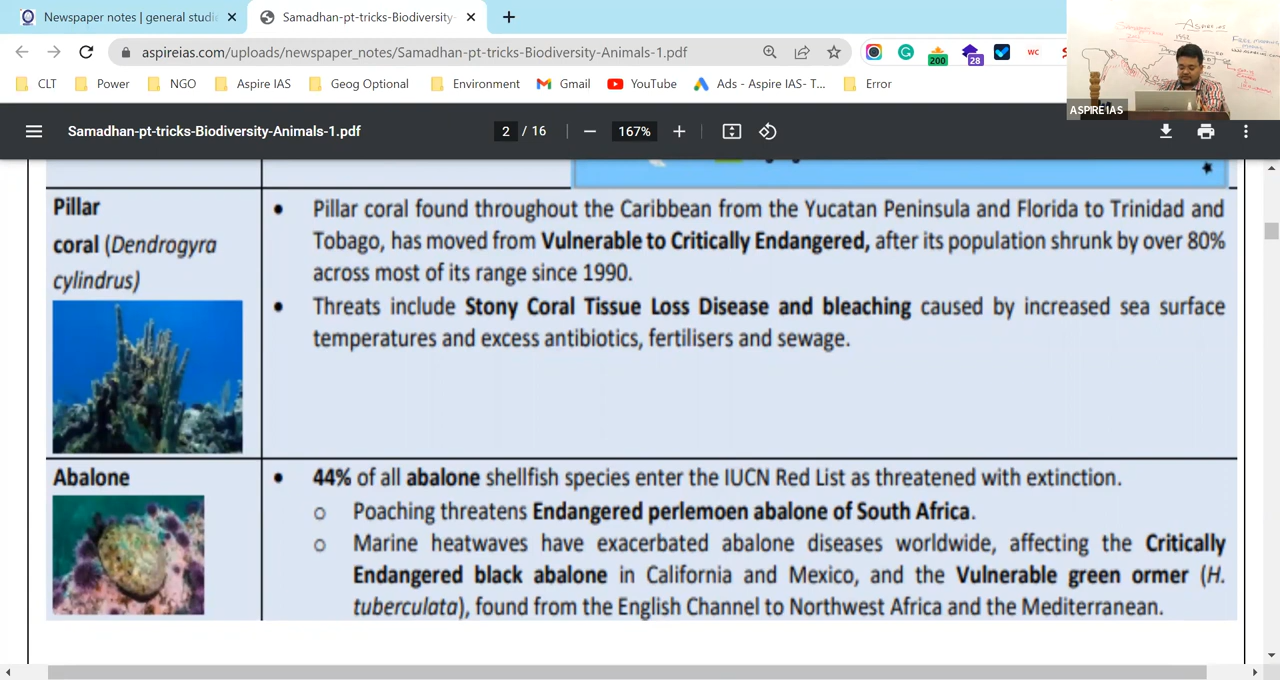 Newspaper notes | general studi
Samadhan-pt-tricks-Biodiversity-
aspireias.com/uploads/newspaper_notes/Samadhan-pt-tricks-Biodiversity-Animals-1.pdf
200
28
WC
CLT
Power
NGO
Aspire IAS
Geog Optional
Environment
Gmail
YouTube
Ads - Aspire IAS- T...
Error
ASPIRE IAS
Samadhan-pt-tricks-Biodiversity-Animals-1.pdf
2 / 16
167%
Pillar
coral (Dendrogyra
cylindrus)
• Pillar coral found throughout the Caribbean from the Yucatan Peninsula and Florida to Trinidad and
Tobago, has moved from Vulnerable to Critically Endangered, after its population shrunk by over 80%
across most of its range since 1990.
• Threats include Stony Coral Tissue Loss Disease and bleaching caused by increased sea surface
temperatures and excess antibiotics, fertilisers and sewage.
Abalone
• 44% of all abalone shellfish species enter the IUCN Red List as threatened with extinction.
o Poaching threatens Endangered perlemoen abalone of South Africa.
o Marine heatwaves have exacerbated abalone diseases worldwide, affecting the Critically
Endangered black abalone in California and Mexico, and the Vulnerable green ormer (H.
tuberculata), found from the English Channel to Northwest Africa and the Mediterranean.